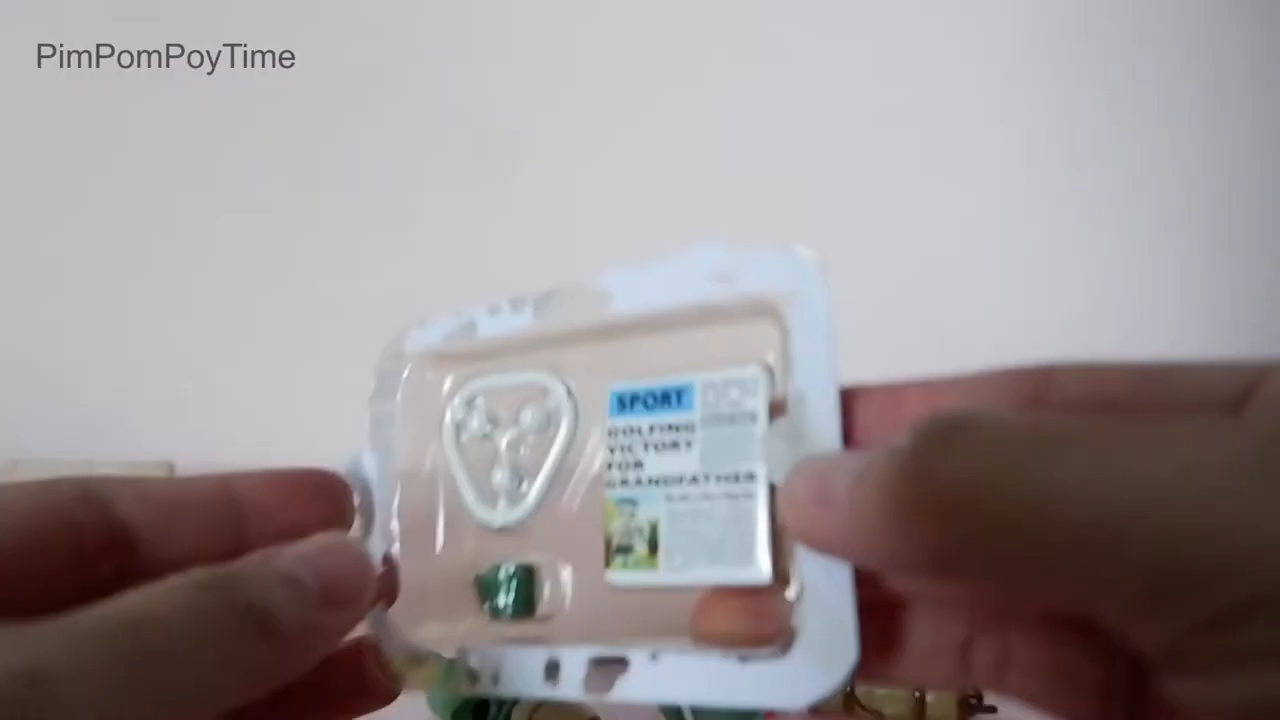 PimPomPoyTime
SPORT
GOLFING
VICTORY
FOR
GRANDFATHER